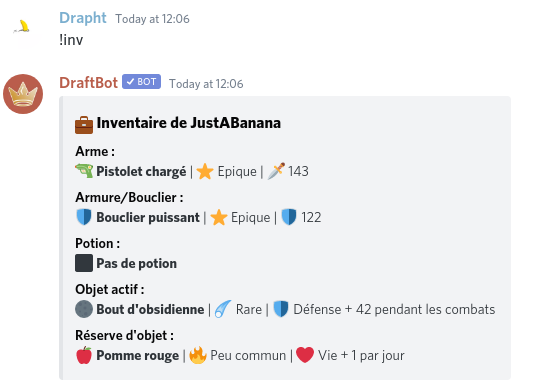 Drapht Today at 12:06
!inv
DraftBot BOT Today at 12:06
Inventaire de JustABanana
Arme :
Pistolet chargé | Epique | 143
Armure/Bouclier :
Bouclier puissant | Epique | 122
Potion :
Pas de potion
Objet actif :
Bout d'obsidienne | Rare | Défense + 42 pendant les combats
Réserve d'objet :
Pomme rouge | Peu commun | Vie + 1 par jour